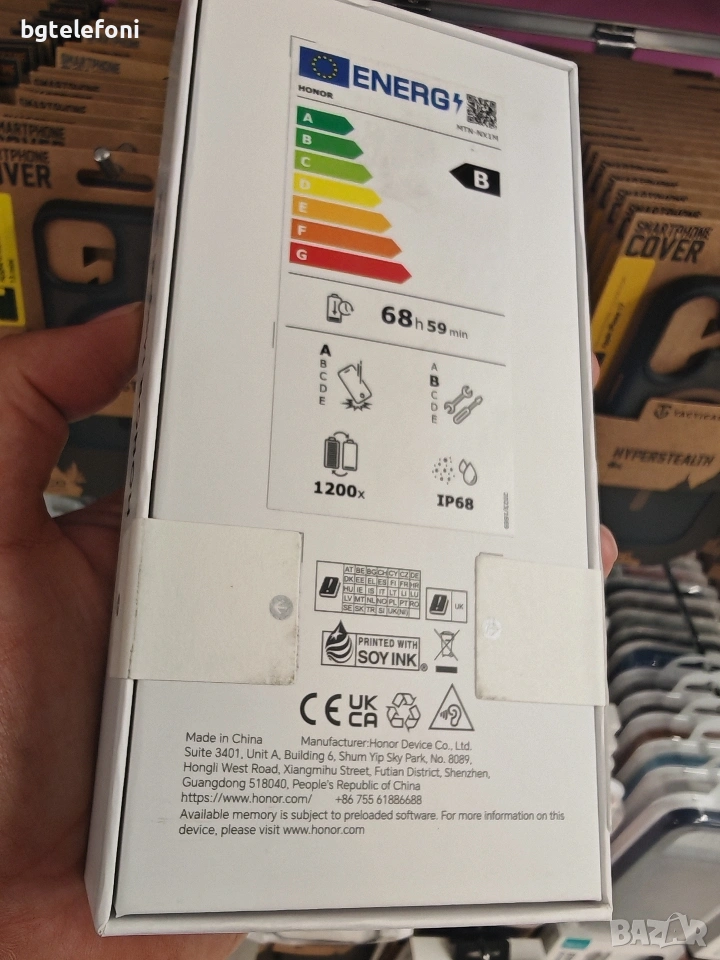 bgtelefoni
SMARTPHONE
COVER
SMARTPHONE
COVER
TACTICAL
HYPERSTEALTH
ENERG
HONOR
MTN-NX1M
A
B
C
D
E
F
G
B
68 h 59 min
A
B
C
D
E
A
B
C
D
E
1200x
IP68
2023/1669
AT BE BG CH CY CZ DE
DK EE EL ES FI FR HR
HU IE IS IT LT LI LU
LV MT NL NO PL PT RO
SE SK TR SI UK(NI)
UK
PRINTED WITH
SOY INK
®
CE UK
CA
Made in China
Manufacturer:Honor Device Co., Ltd.
Suite 3401, Unit A, Building 6, Shum Yip Sky Park, No. 8089,
Hongli West Road, Xiangmihu Street, Futian District, Shenzhen,
Guangdong 518040, People's Republic of China
https://www.honor.com/ +86 755 61886688
Available memory is subject to preloaded software. For more information on this
device, please visit www.honor.com
BAZAR